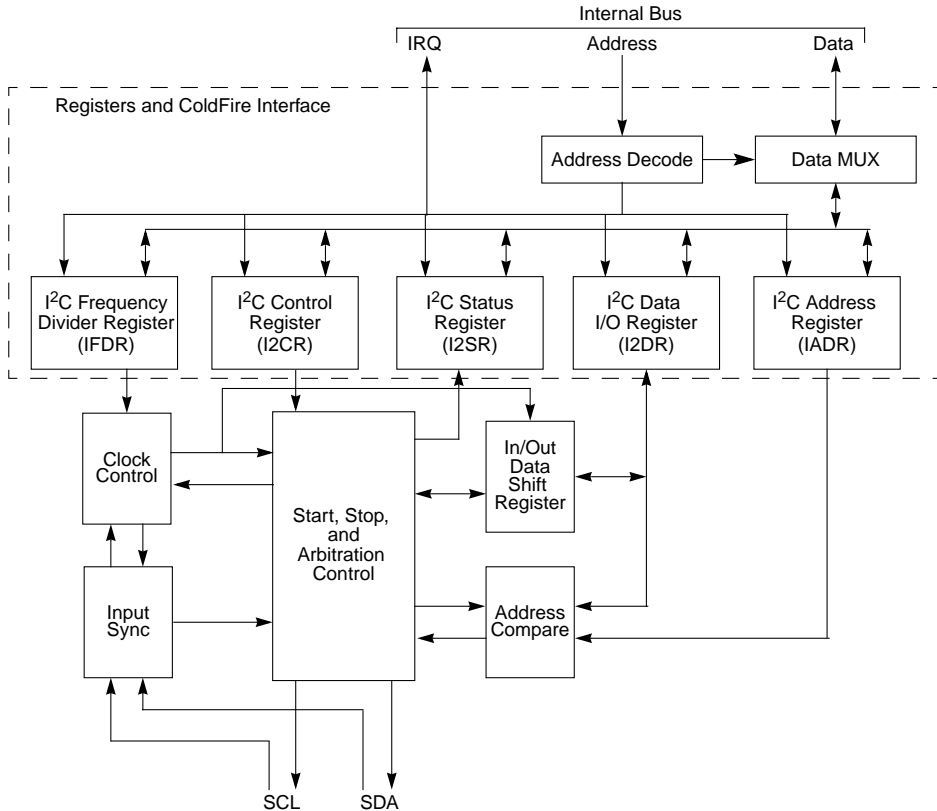 Internal Bus
IRQ Address Data
Registers and ColdFire Interface
Address Decode
Data MUX
I²C Frequency
Divider Register
(IFDR)
I²C Control
Register
(I2CR)
I²C Status
Register
(I2SR)
I²C Data
I/O Register
(I2DR)
I²C Address
Register
(IADR)
Clock
Control
Start, Stop,
and
Arbitration
Control
In/Out
Data
Shift
Register
Input
Sync
Address
Compare
SCL SDA